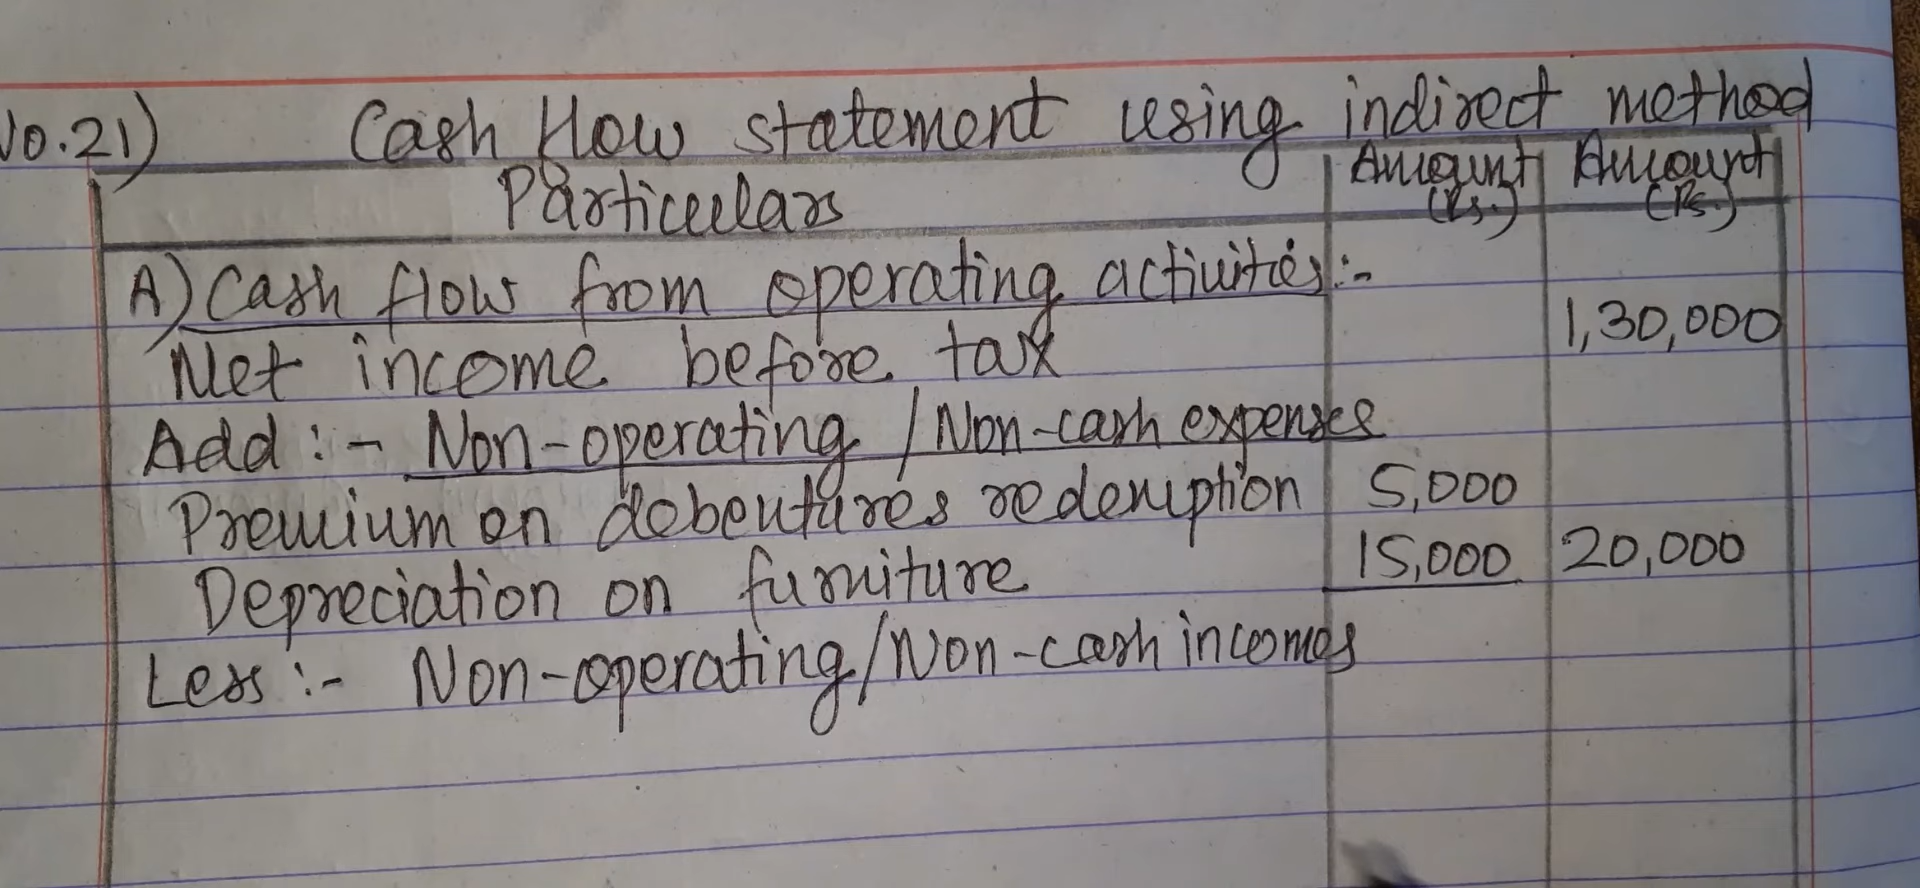 No.21) Cash flow statement using indirect method
Particulars Amount (Rs.) Amount (Rs.)
A) Cash flow from operating activities:-
Net income before tax 1,30,000
Add :- Non-operating / Non-cash expenses
Premium on debentures redemption 5,000
Depreciation on furniture 15,000 20,000
Less :- Non-operating/Non-cash incomes